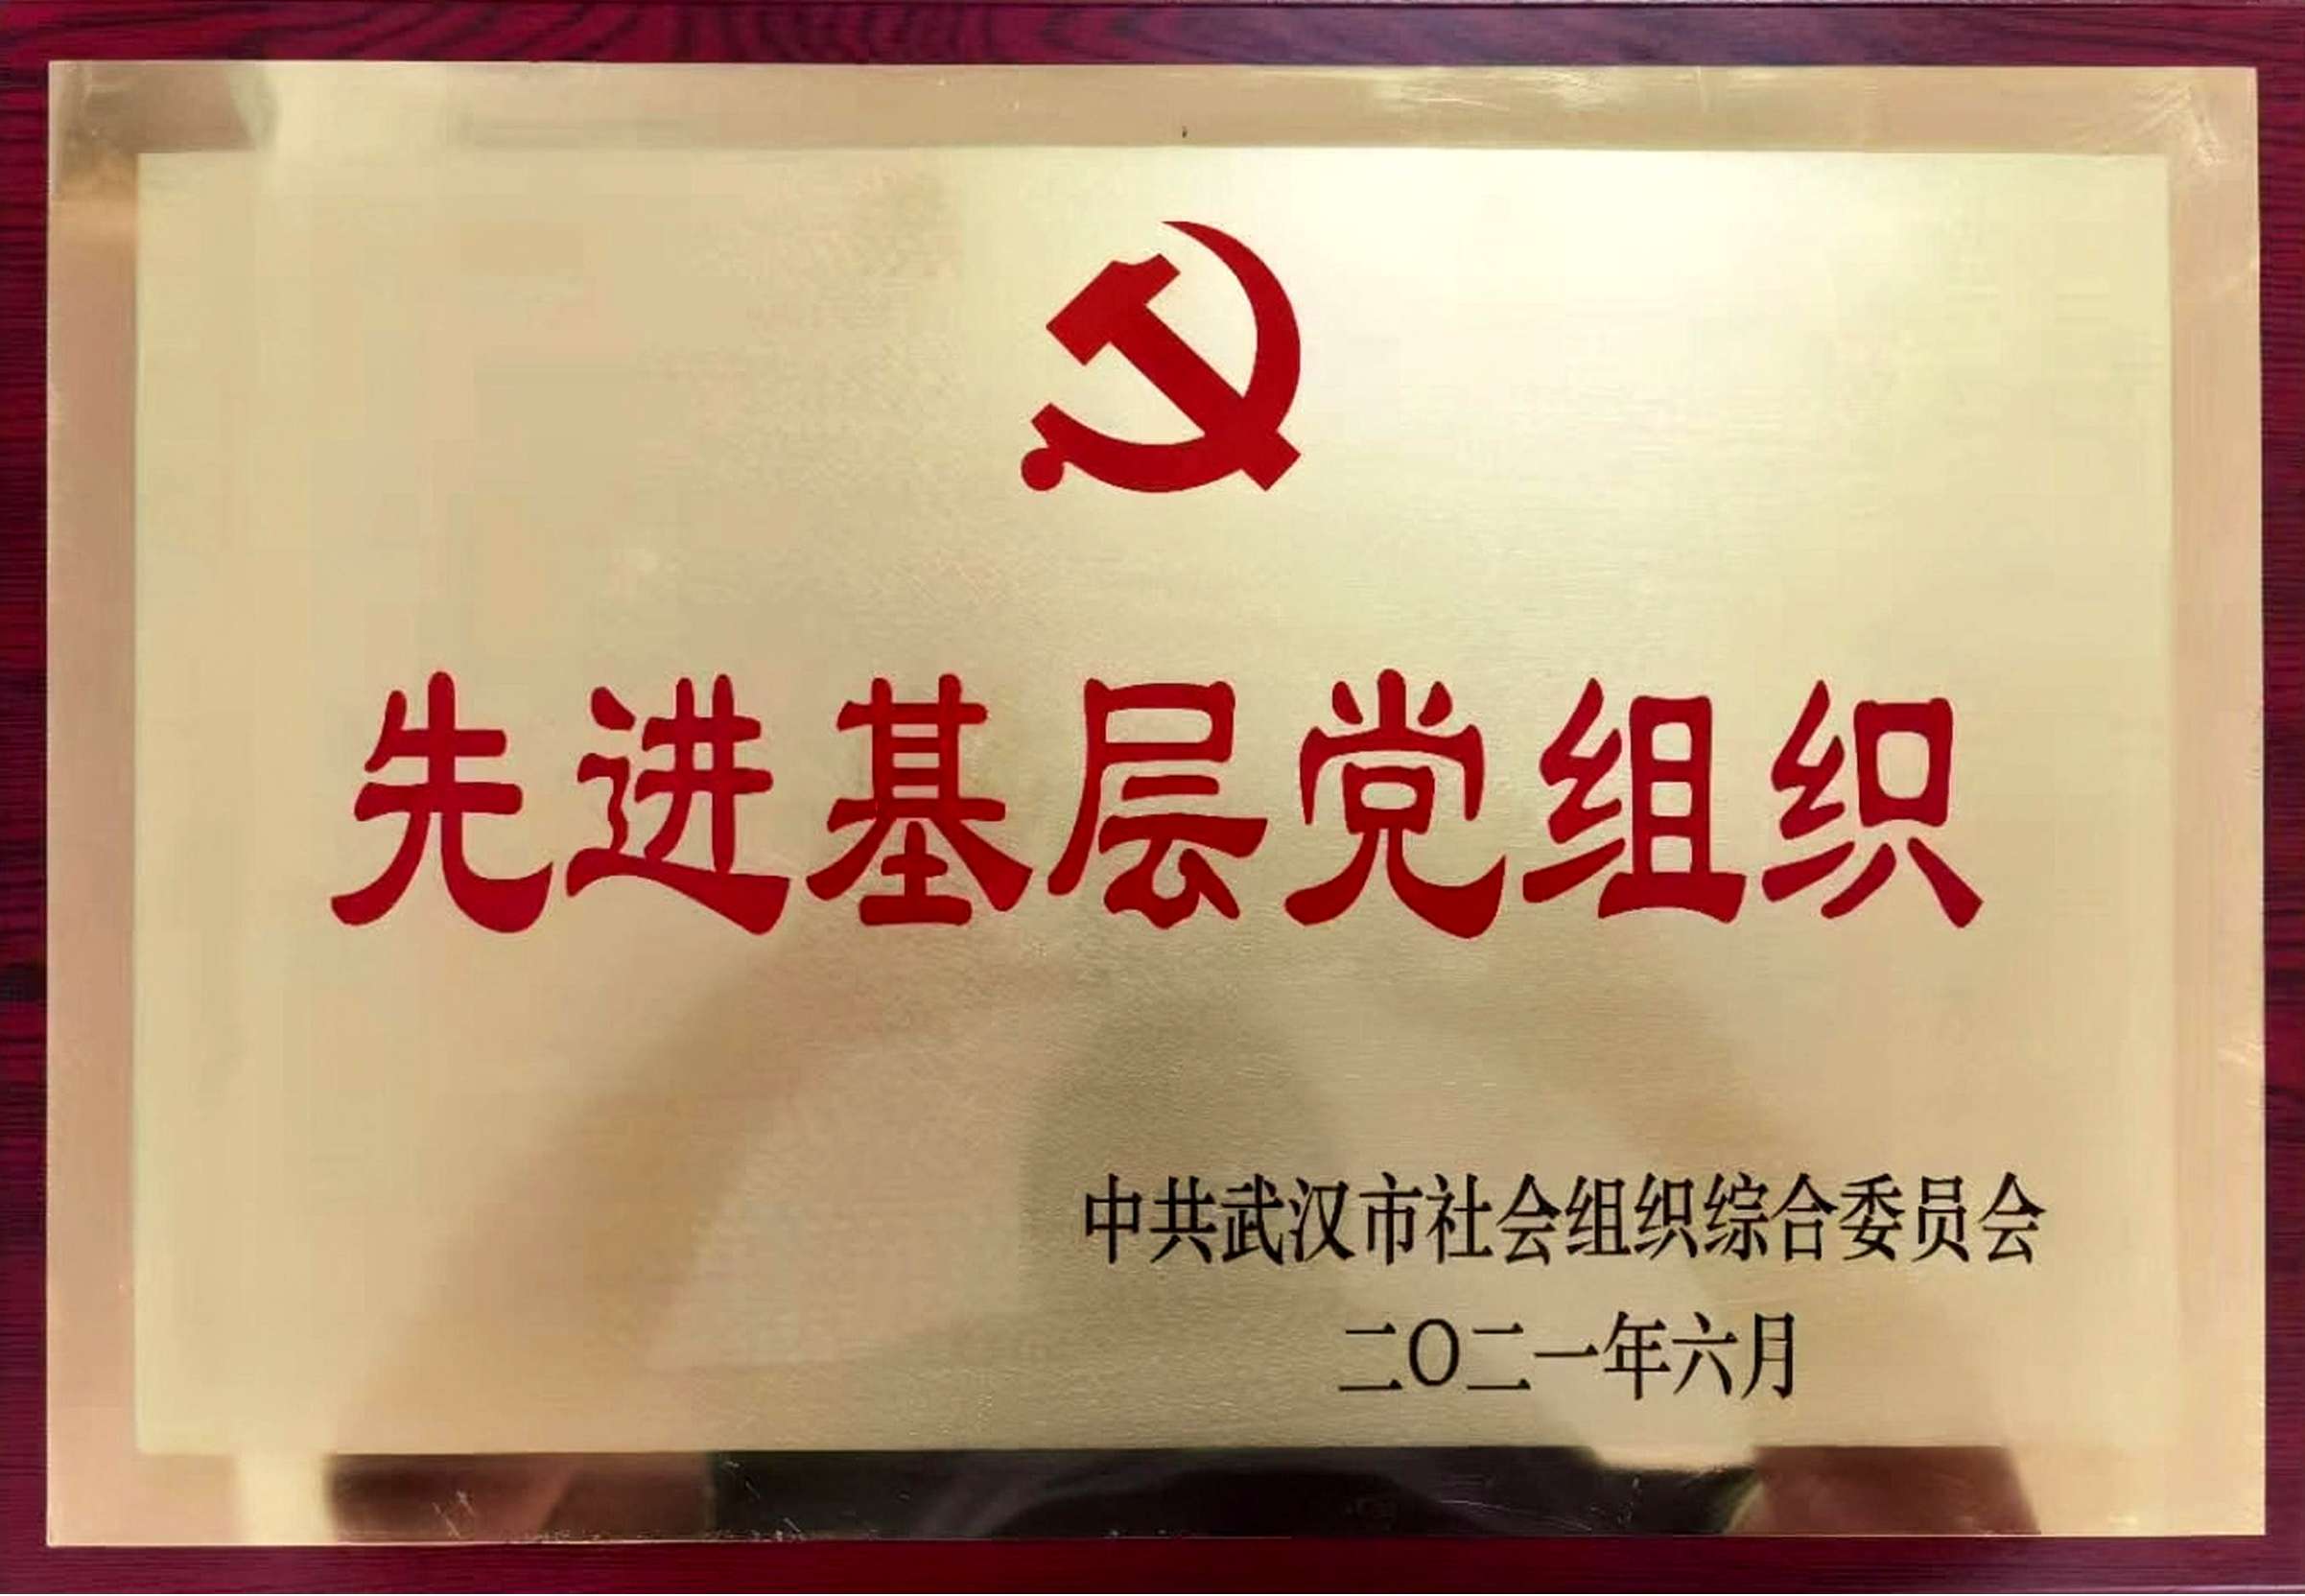 先进基层党组织
中共武汉市社会组织综合委员会
二〇二一年六月